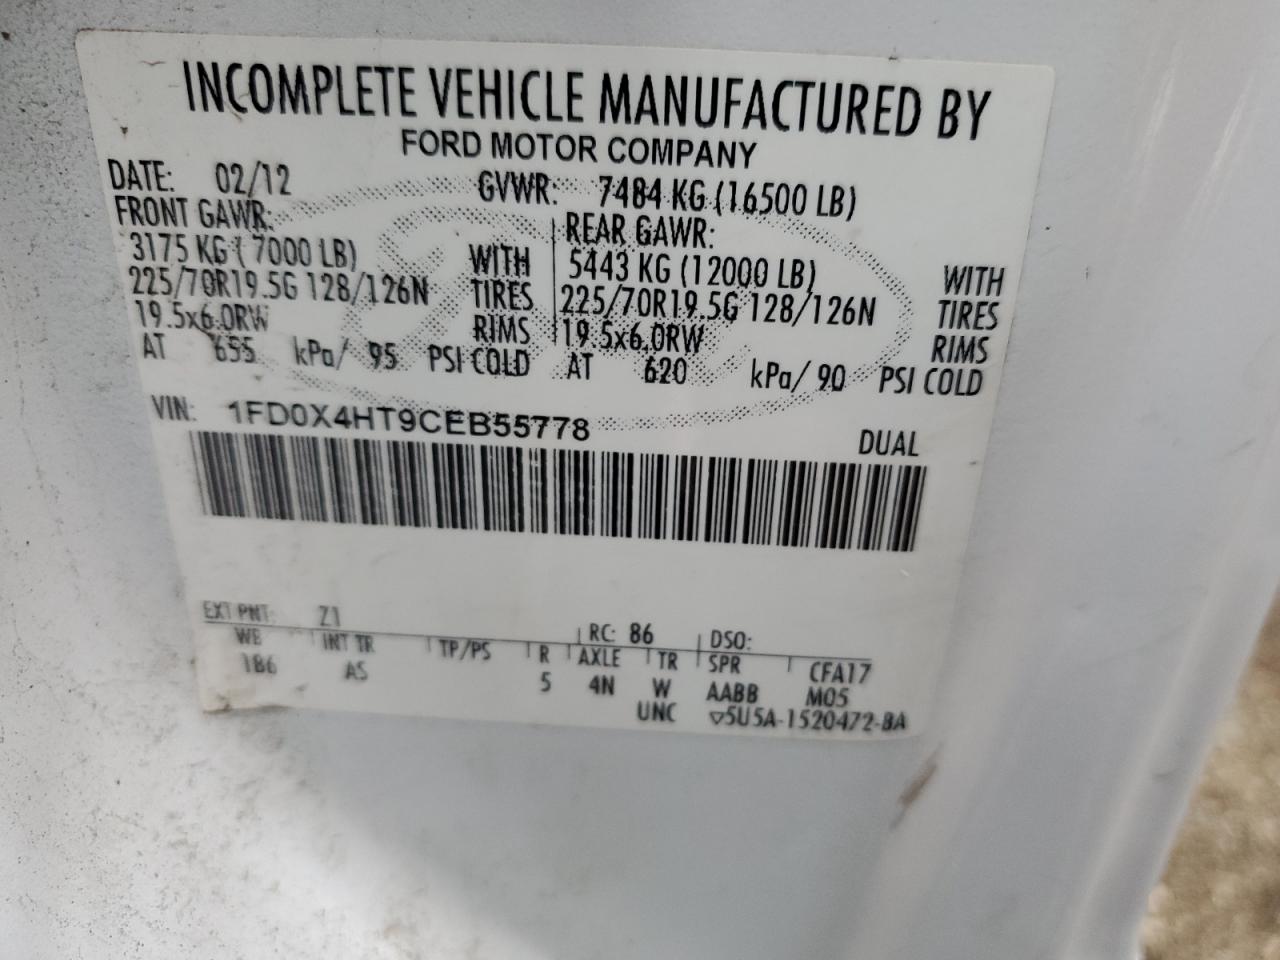 INCOMPLETE VEHICLE MANUFACTURED BY
FORD MOTOR COMPANY
DATE: 02/12 GVWR: 7484 KG (16500 LB)
FRONT GAWR: REAR GAWR:
3175 KG ( 7000 LB) WITH 5443 KG (12000 LB) WITH
225/70R19.5G 128/126N TIRES 225/70R19.5G 128/126N TIRES
19.5x6.0RW RIMS 19.5x6.0RW RIMS
AT 655 kPa/ 95 PSI COLD AT 620 kPa/ 90 PSI COLD
VIN: 1FD0X4HT9CEB55778
DUAL
EXT PNT: Z1 RC: 86 DSO:
WB INT TR TP/PS R AXLE TR SPR CFA17
186 AS 5 4N W AABB M05
UNC ▽5U5A-1520472-BA